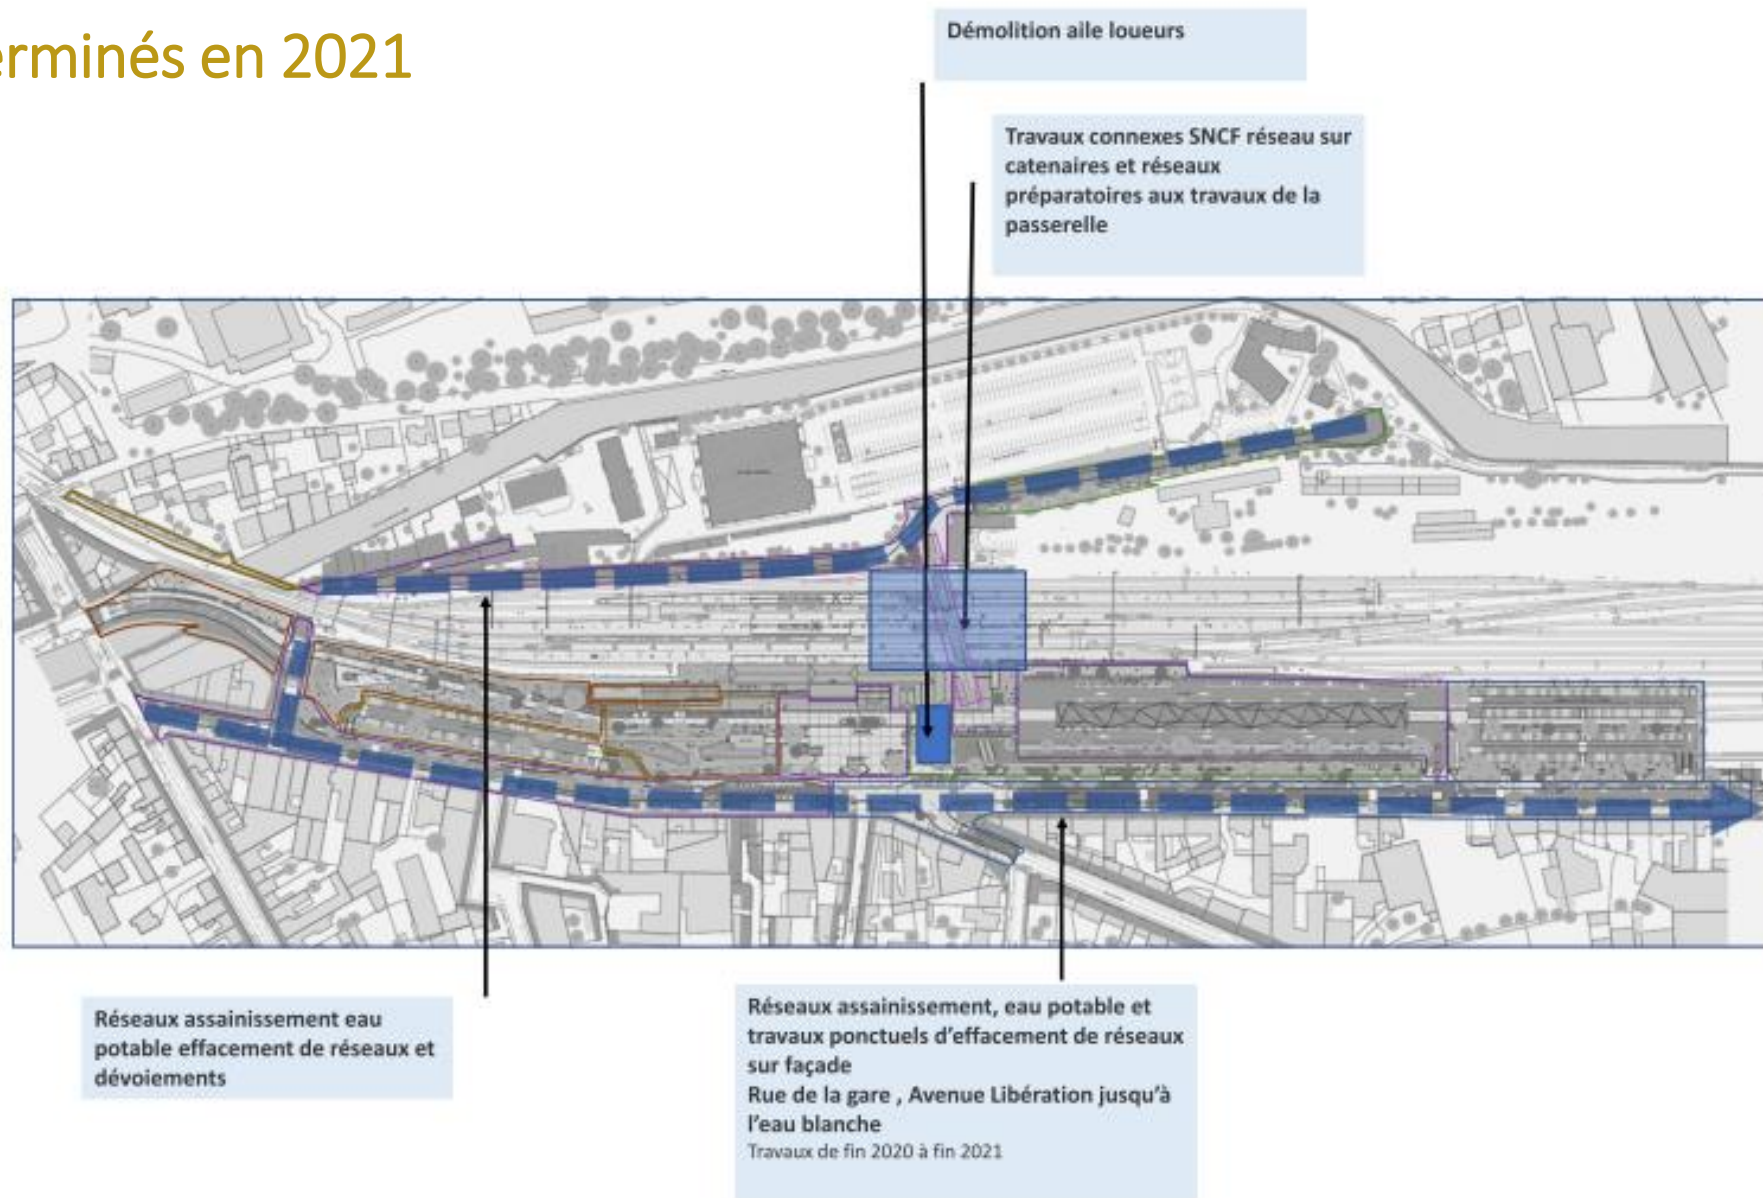 erminés en 2021
Démolition aile loueurs
Travaux connexes SNCF réseau sur
catenaires et réseaux
préparatoires aux travaux de la
passerelle
Réseaux assainissement eau
potable effacement de réseaux et
dévoiements
Réseaux assainissement, eau potable et
travaux ponctuels d'effacement de réseaux
sur façade
Rue de la gare , Avenue Libération jusqu'à
l'eau blanche
Travaux de fin 2020 à fin 2021